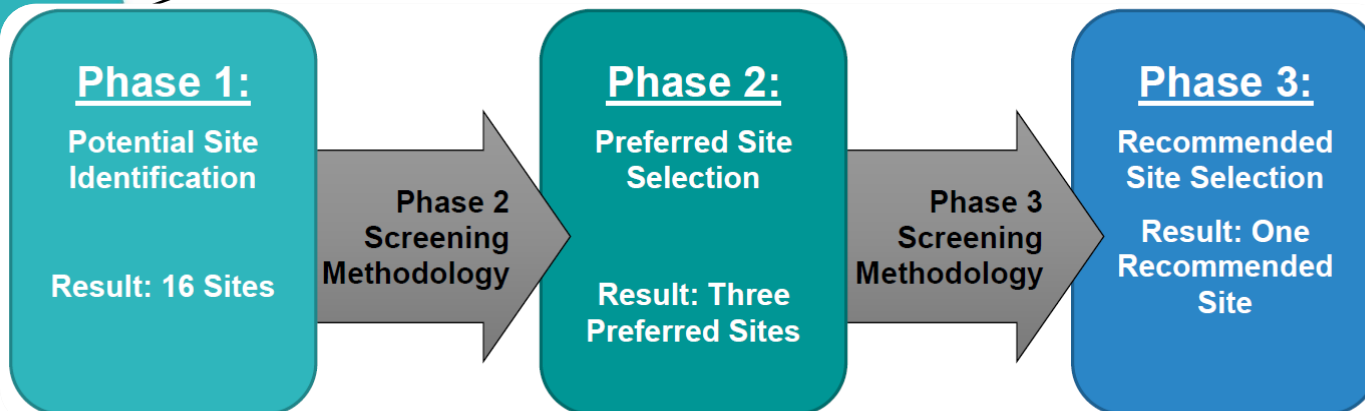 Phase 1:
Potential Site
Identification
Result: 16 Sites
Phase 2
Screening
Methodology
Phase 2:
Preferred Site
Selection
Result: Three
Preferred Sites
Phase 3
Screening
Methodology
Phase 3:
Recommended
Site Selection
Result: One
Recommended
Site